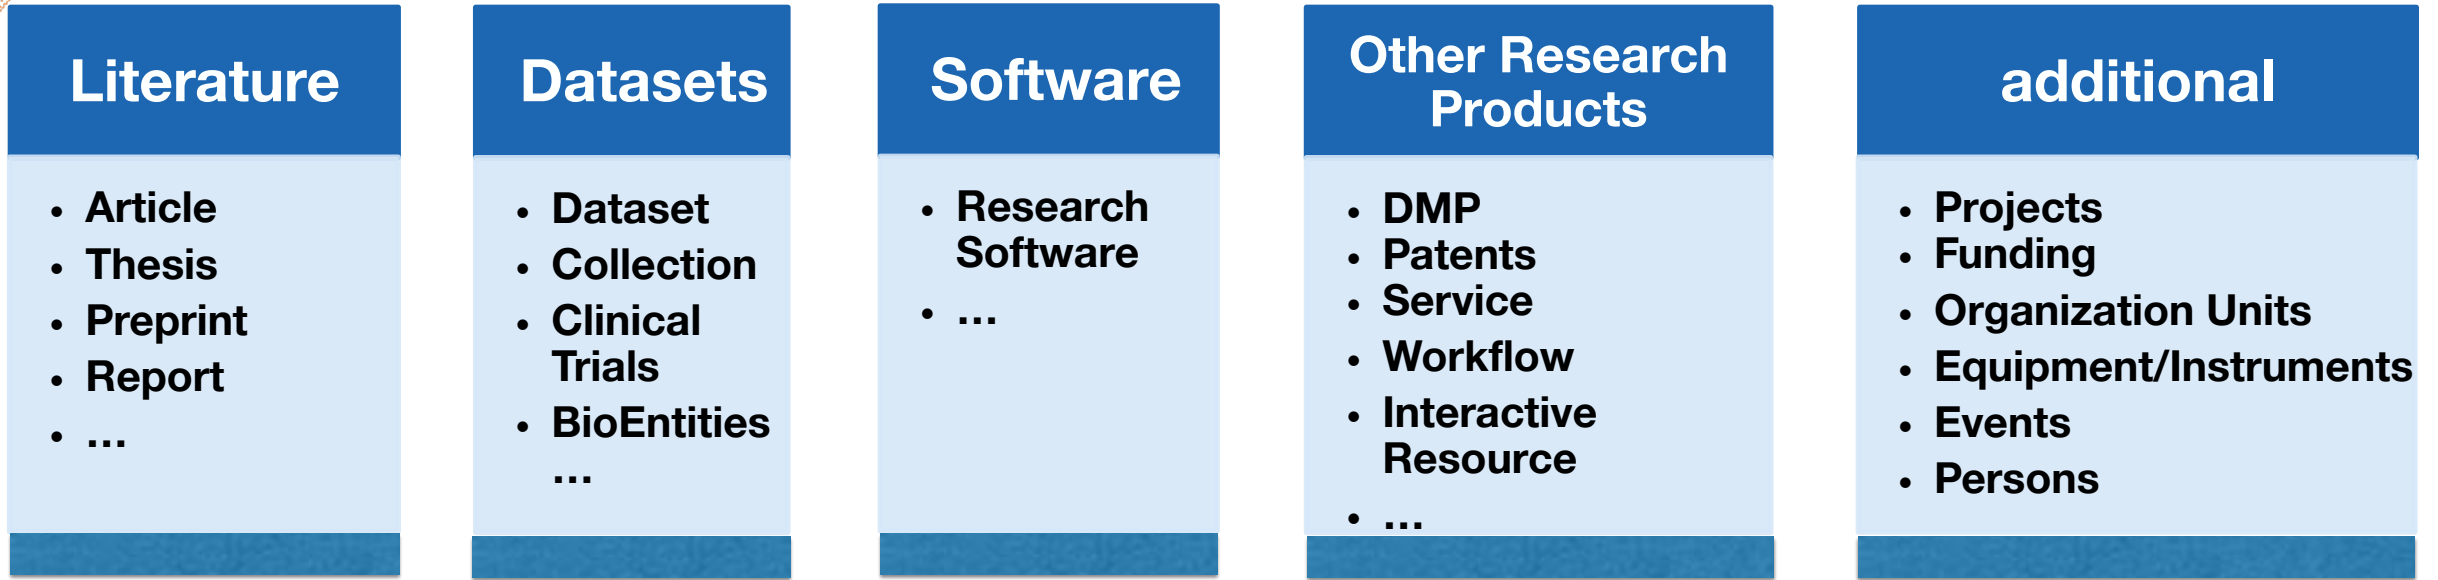 Literature
• Article
• Thesis
• Preprint
• Report
• ...
Datasets
• Dataset
• Collection
• Clinical
Trials
• BioEntities
...
Software
• Research
Software
• ...
Other Research
Products
• DMP
• Patents
• Service
• Workflow
• Interactive
Resource
• ...
additional
• Projects
• Funding
• Organization Units
• Equipment/Instruments
• Events
• Persons